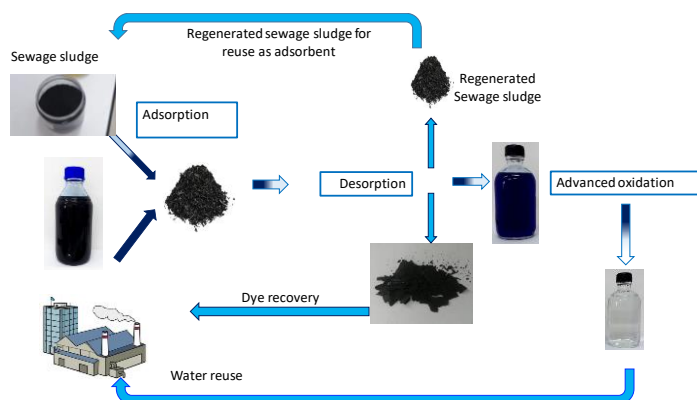 Regenerated sewage sludge for
reuse as adsorbent
Sewage sludge
Regenerated
Sewage sludge
Adsorption
Desorption
Advanced oxidation
Dye recovery
Water reuse